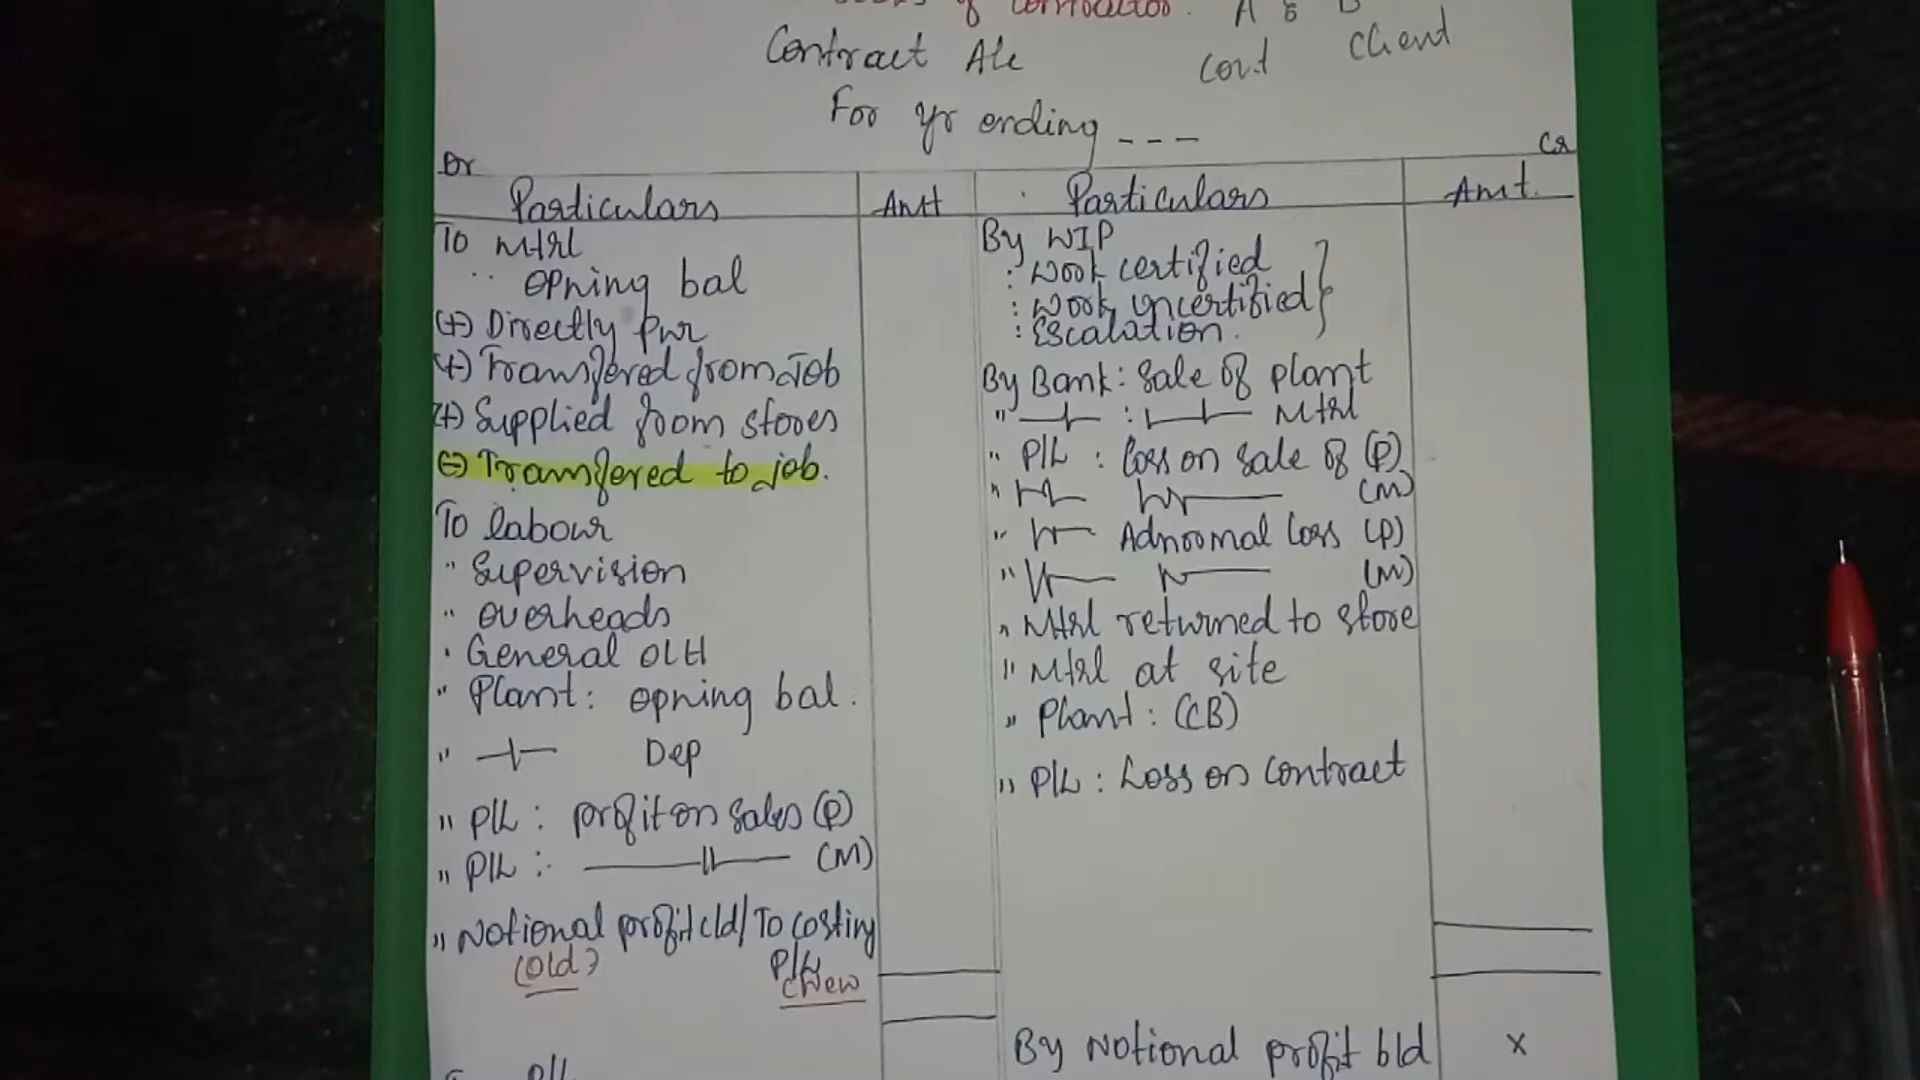 of contractor. A & B
Contract A/c cont client
For yr ending ---
Dr Cr
Particulars Amt Particulars Amt.
To Mtrl
Opning bal
(+) Directly pur
(+) Transfered from Job
(+) Supplied from stores
(-) Transfered to job.
To labour
" Supervision
" overheads
" General O/H
" Plant: opning bal.
" Dep
" P/L : profit on sales (P)
" P/L : (M)
" Notional profit c/d / To costing
(Old) P/L
(New
By WIP
: Work certified
: Work uncertified
: Escalation.
By Bank : Sale of plant
" : Mtrl
" P/L : loss on sale of (P)
" (M)
" Adnormal loss (P)
" (M)
" Mtrl returned to store
" Mtrl at site
" Plant : (CB)
" P/L : Loss on contract
By Notional profit b/d x
P/L